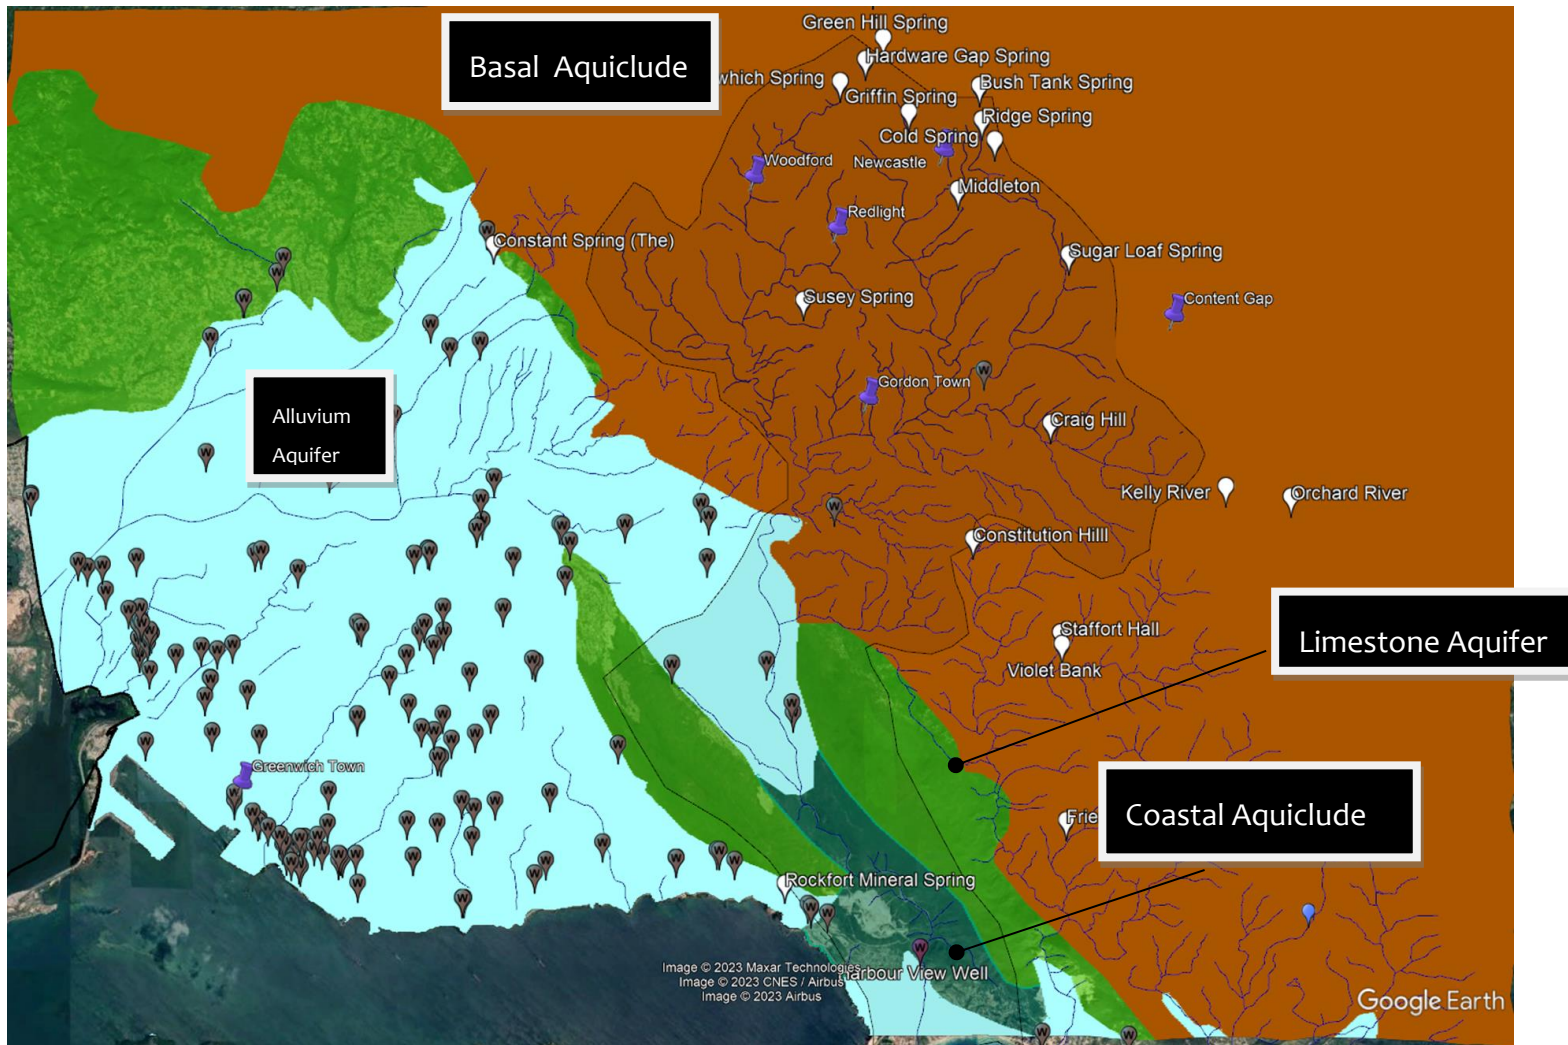 Green Hill Spring
Basal Aquiclude
Hardware Gap Spring
which Spring
Bush Tank Spring
Griffin Spring
Ridge Spring
Cold Spring
Woodford
Newcastle
Middleton
Redlight
Constant Spring (The)
Sugar Loaf Spring
Susey Spring
Content Gap
Gordon Town
Alluvium
Aquifer
Craig Hill
Kelly River
Orchard River
Constitution Hilll
Staffort Hall
Limestone Aquifer
Violet Bank
Greenwich Town
Coastal Aquiclude
Frie
Rockfort Mineral Spring
Image © 2023 Maxar Technologies
Harbour View Well
Image © 2023 CNES / Airbus
Image © 2023 Airbus
Google Earth